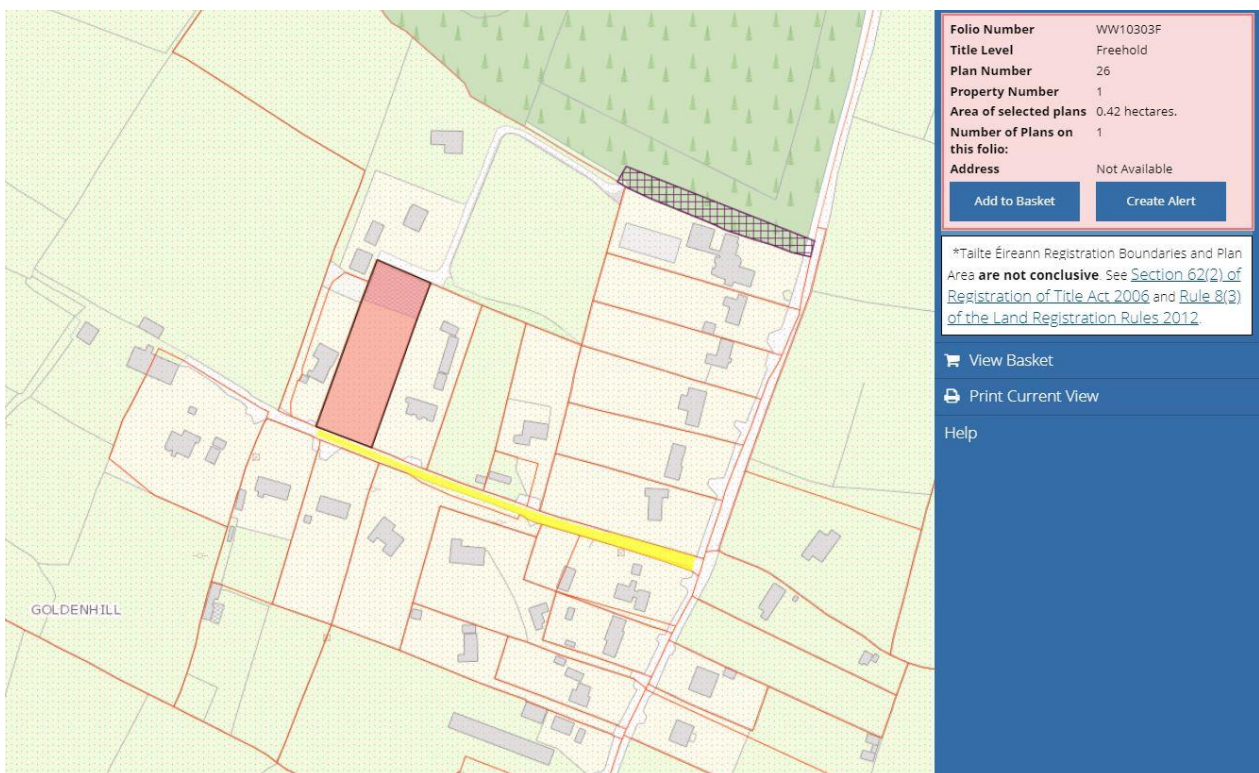 GOLDENHILL
Folio Number WW10303F
Title Level Freehold
Plan Number 26
Property Number 1
Area of selected plans 0.42 hectares.
Number of Plans on 1
this folio:
Address Not Available
Add to Basket Create Alert
*Tailte Éireann Registration Boundaries and Plan
Area are not conclusive. See Section 62(2) of
Registration of Title Act 2006 and Rule 8(3)
of the Land Registration Rules 2012.
View Basket
Print Current View
Help